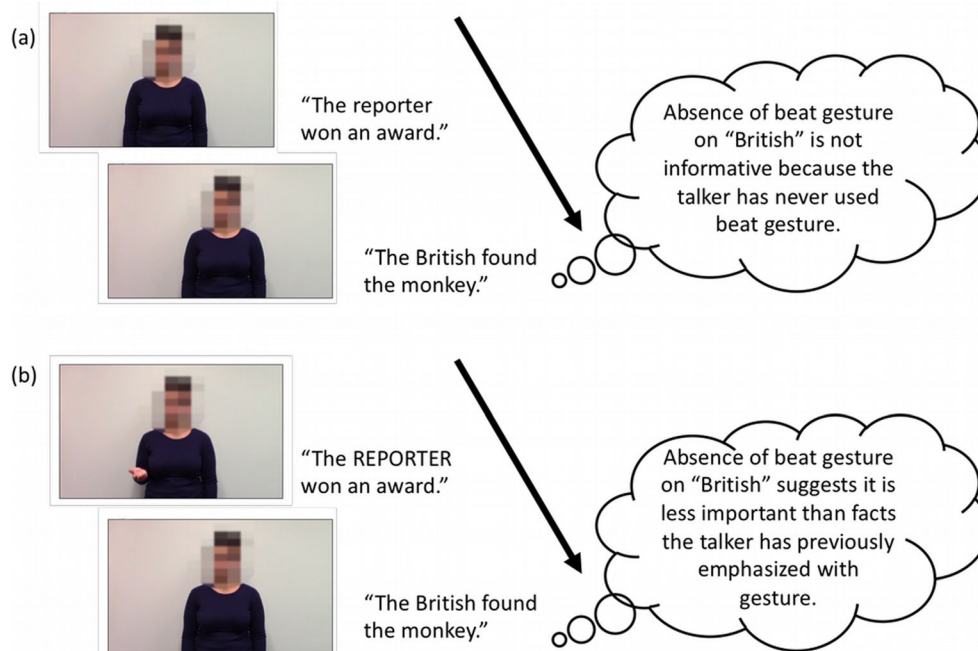 (a)
“The reporter
won an award.”
“The British found
the monkey.”
Absence of beat gesture
on “British” is not
informative because the
talker has never used
beat gesture.
(b)
“The REPORTER
won an award.”
“The British found
the monkey.”
Absence of beat gesture
on “British” suggests it is
less important than facts
the talker has previously
emphasized with
gesture.